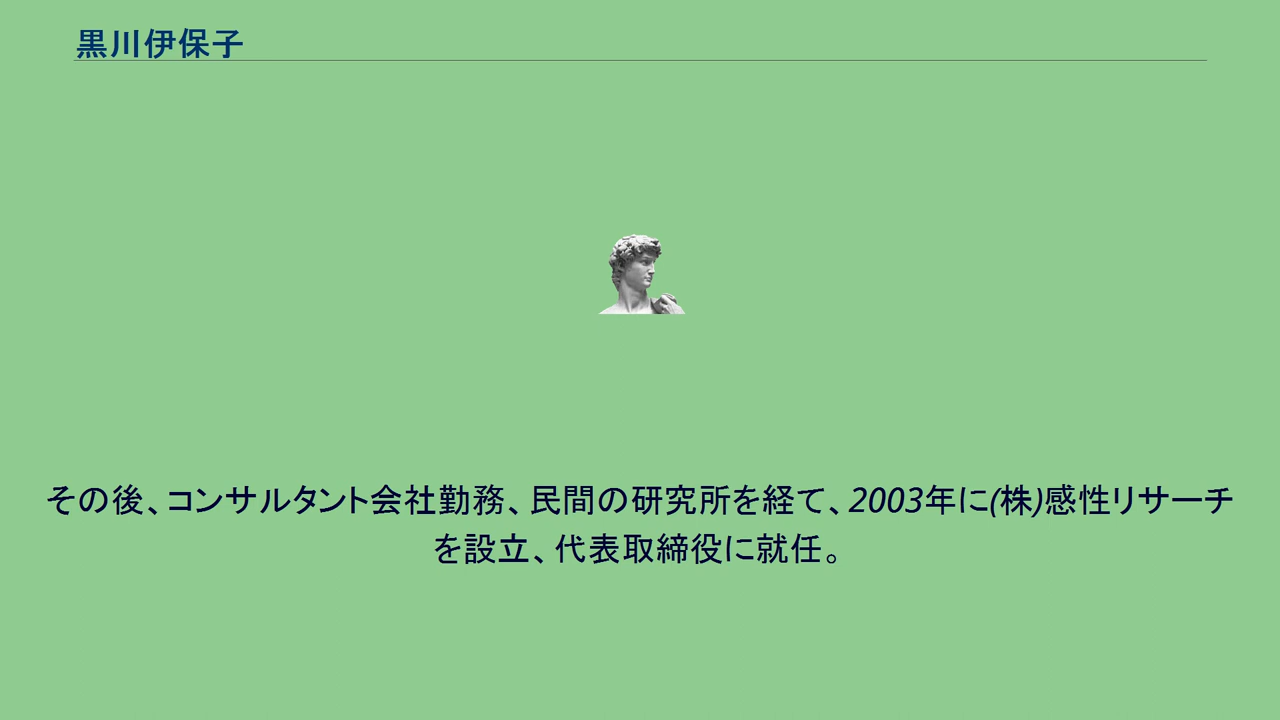 黒川伊保子
その後、コンサルタント会社勤務、民間の研究所を経て、2003年に(株)感性リサーチ
を設立、代表取締役に就任。